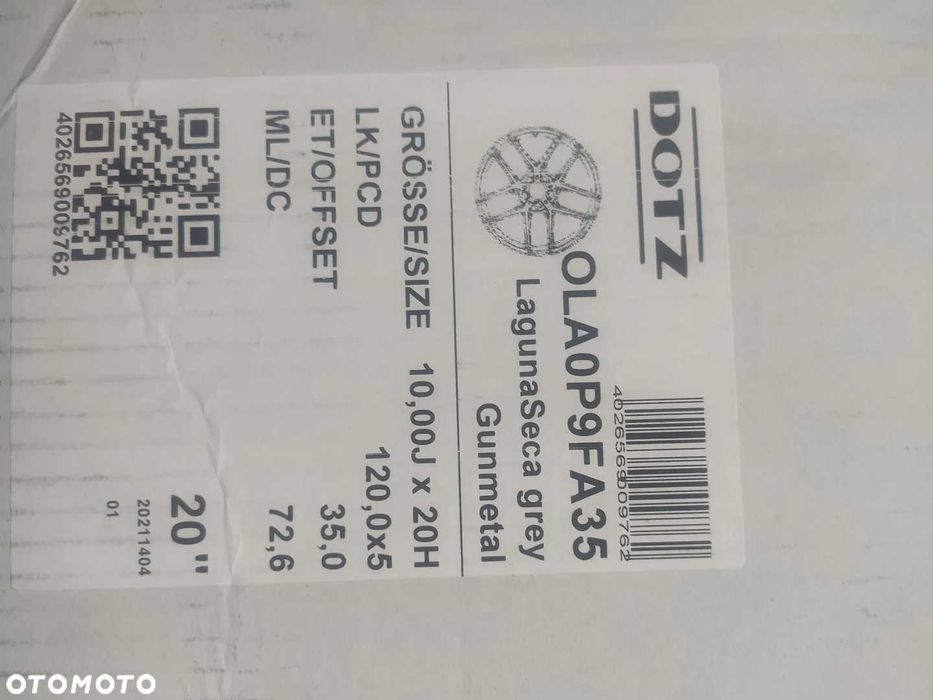 DOTZ
4026569009762
OLA0P9FA35
LagunaSeca grey
Gunmetal
GRÖSSE/SIZE 10,00J x 20H
LK/PCD 120,0x5
ET/OFFSET 35,0
ML/DC 72,6
20"
20211404
01
4026569009762
OTOMOTO